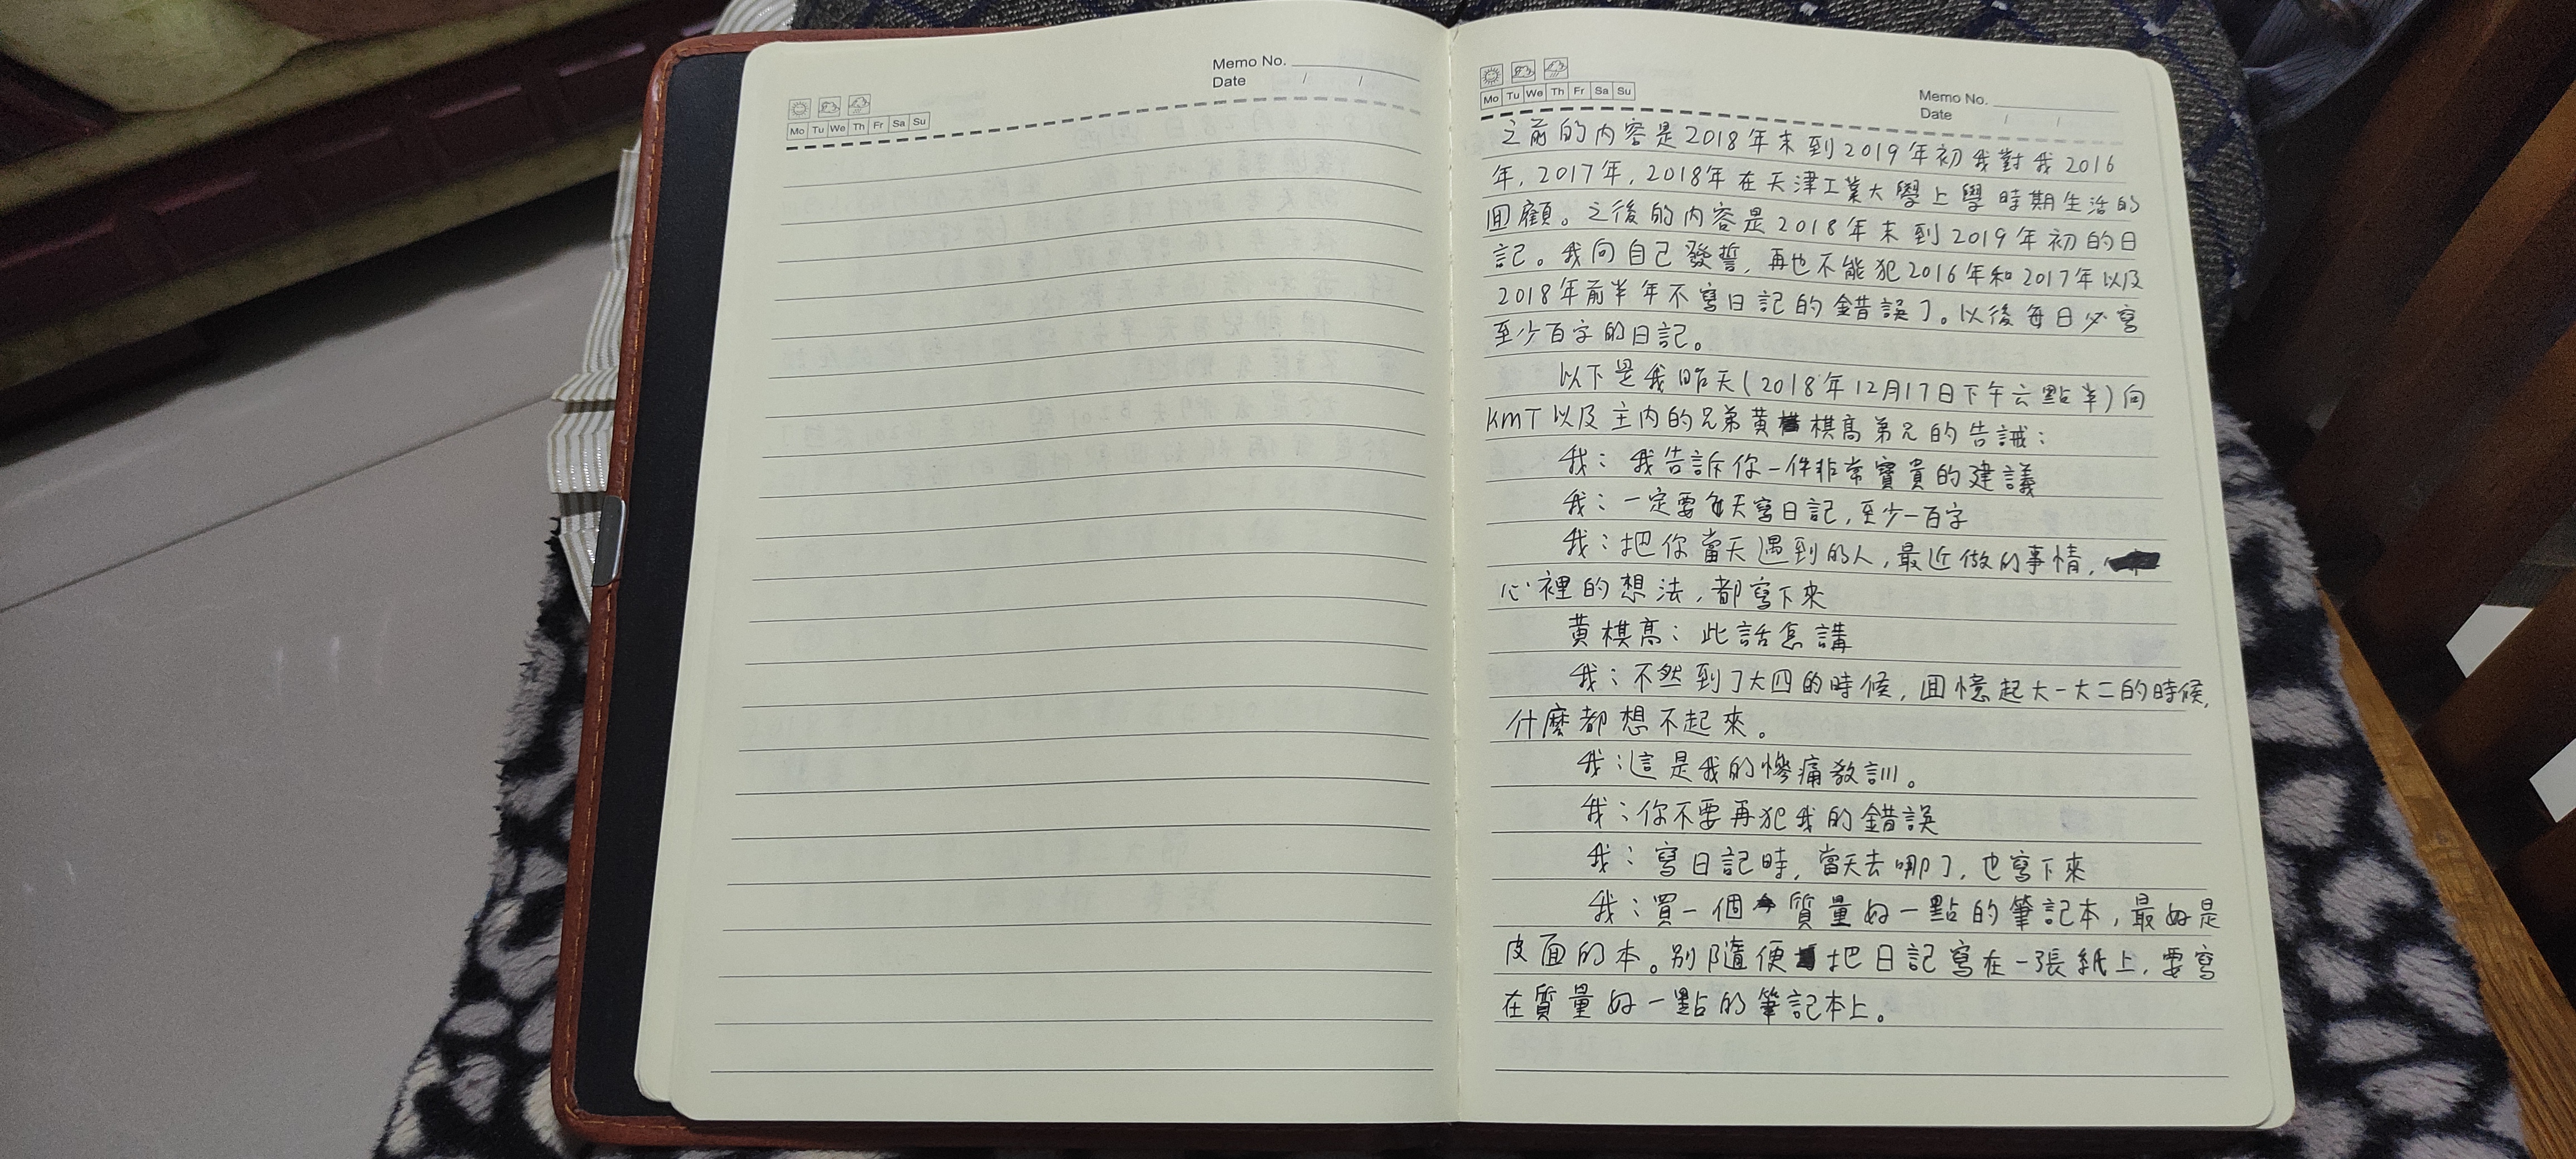 Memo No.
Date / /
Mo Tu We Th Fr Sa Su
Memo No.
Date / /
Mo Tu We Th Fr Sa Su
之前的內容是2018年末到2019年初我對我2016
年,2017年,2018年在天津工業大學上學時期生活的
回顧。之後的內容是2018年末到2019年初的日
記。我向自己發誓,再也不能犯2016年和2017年以及
2018年前半年不寫日記的錯誤了。以後每日必寫
至少百字的日記。
以下是我昨天(2018年12月17日下午六點半)向
KMT以及主內的兄弟黃棋高弟兄的告誡:
我:我告訴你一件非常寶貴的建議
我:一定要每天寫日記,至少一百字
我:把你當天遇到的人,最近做的事情,
心裡的想法,都寫下來
黃棋高:此話怎講
我:不然到了大四的時候,回憶起大一大二的時候,
什麼都想不起來。
我:這是我的慘痛教訓。
我:你不要再犯我的錯誤
我:寫日記時,當天去哪了,也寫下來
我:買一個質量好一點的筆記本,最好是
皮面的本。別隨便把日記寫在一張紙上,要寫
在質量好一點的筆記本上。